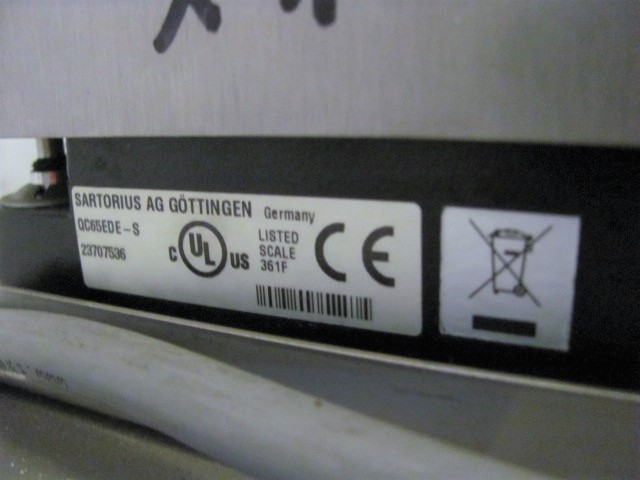 SARTORIUS AG GÖTTINGEN Germany
QC65EDE-S
23707536
C UL US
LISTED
SCALE
361F
CE